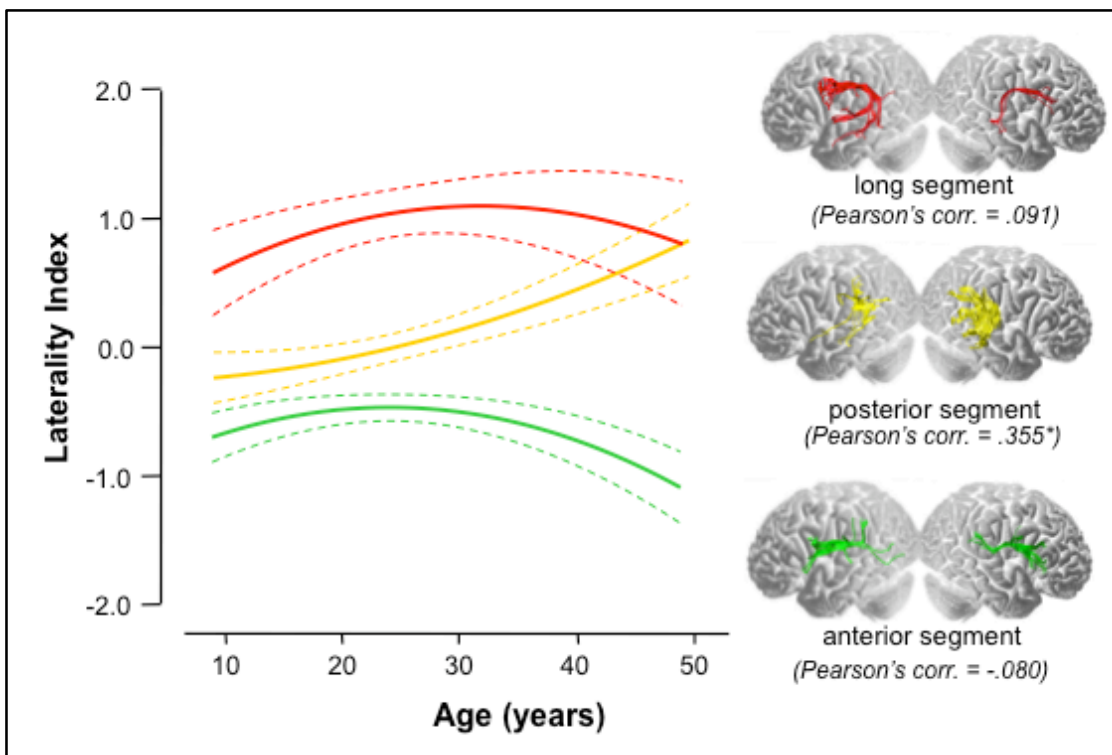 Laterality Index
2.0
1.0
0.0
-1.0
-2.0
10 20 30 40 50
Age (years)
long segment
(Pearson's corr. = .091)
posterior segment
(Pearson's corr. = .355*)
anterior segment
(Pearson's corr. = -.080)